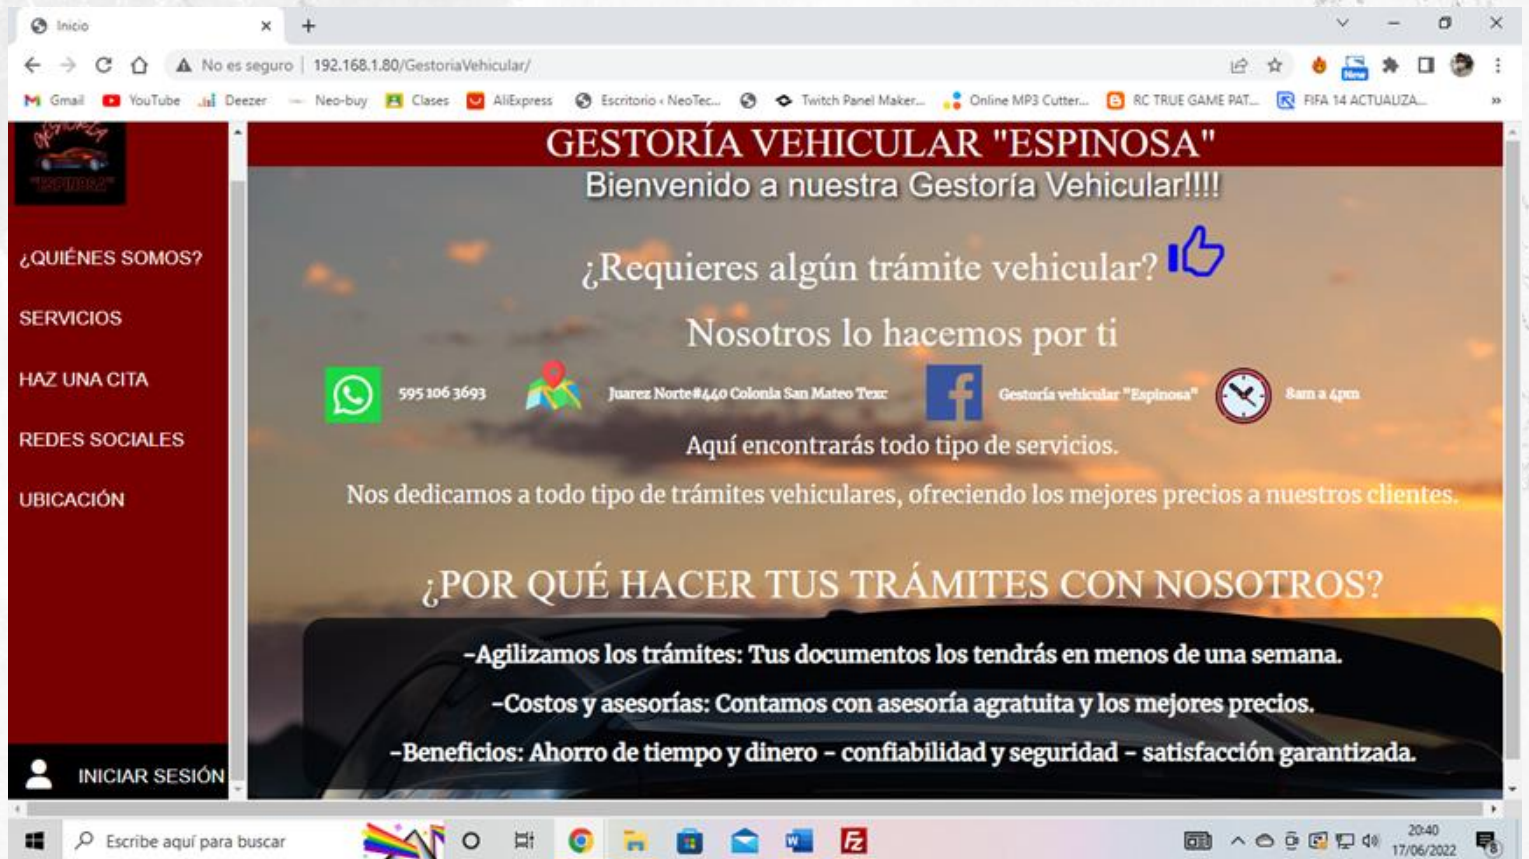 Inicio
No es seguro | 192.168.1.80/GestoriaVehicular/
Gmail YouTube Deezer Neo-buy Clases AliExpress Escritorio ‹ NeoTec... Twitch Panel Maker... Online MP3 Cutter... RC TRUE GAME PAT... FIFA 14 ACTUALIZA...
New
GESTORÍA
"ESPINOSA"
¿QUIÉNES SOMOS?
SERVICIOS
HAZ UNA CITA
REDES SOCIALES
UBICACIÓN
INICIAR SESIÓN
GESTORÍA VEHICULAR "ESPINOSA"
Bienvenido a nuestra Gestoría Vehicular!!!!
¿Requieres algún trámite vehicular?
Nosotros lo hacemos por ti
595 106 3693 Juarez Norte#440 Colonia San Mateo Texc Gestoría vehicular "Espinosa" 8am a 4pm
Aquí encontrarás todo tipo de servicios.
Nos dedicamos a todo tipo de trámites vehiculares, ofreciendo los mejores precios a nuestros clientes.
¿POR QUÉ HACER TUS TRÁMITES CON NOSOTROS?
-Agilizamos los trámites: Tus documentos los tendrás en menos de una semana.
-Costos y asesorías: Contamos con asesoría agratuita y los mejores precios.
-Beneficios: Ahorro de tiempo y dinero - confiabilidad y seguridad - satisfacción garantizada.
Escribe aquí para buscar
20:40
17/06/2022
8